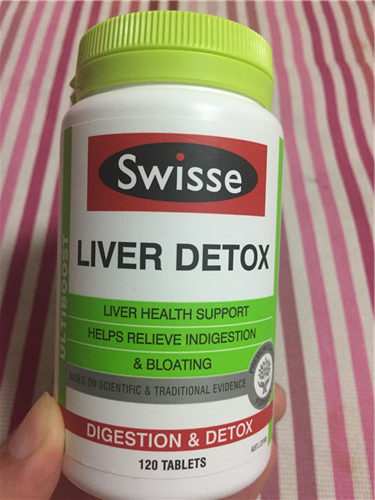 Swisse
ULTIBOOST
LIVER DETOX
LIVER HEALTH SUPPORT
HELPS RELIEVE INDIGESTION
& BLOATING
BASED ON SCIENTIFIC & TRADITIONAL EVIDENCE
DIGESTION & DETOX
120 TABLETS